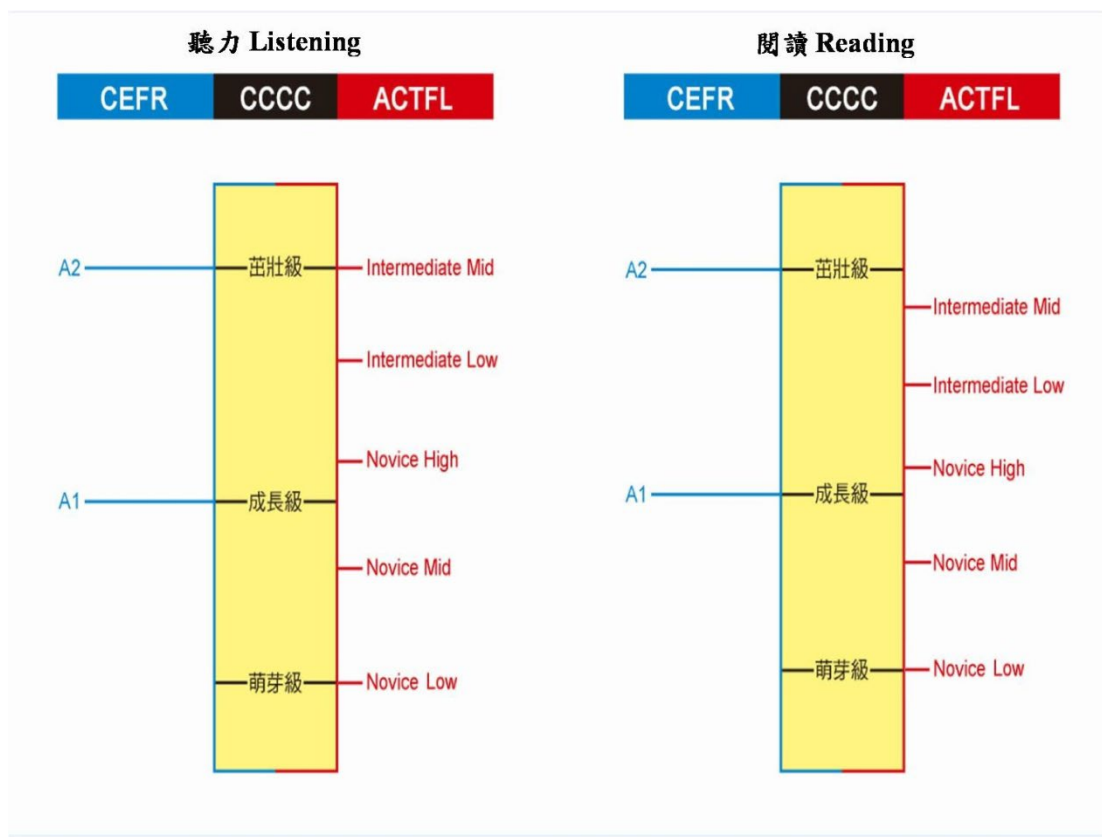 聽力 Listening
CEFR CCCC ACTFL
A2 茁壯級 Intermediate Mid
Intermediate Low
Novice High
A1 成長級
Novice Mid
萌芽級 Novice Low
閱讀 Reading
CEFR CCCC ACTFL
A2 茁壯級
Intermediate Mid
Intermediate Low
Novice High
A1 成長級
Novice Mid
萌芽級 Novice Low